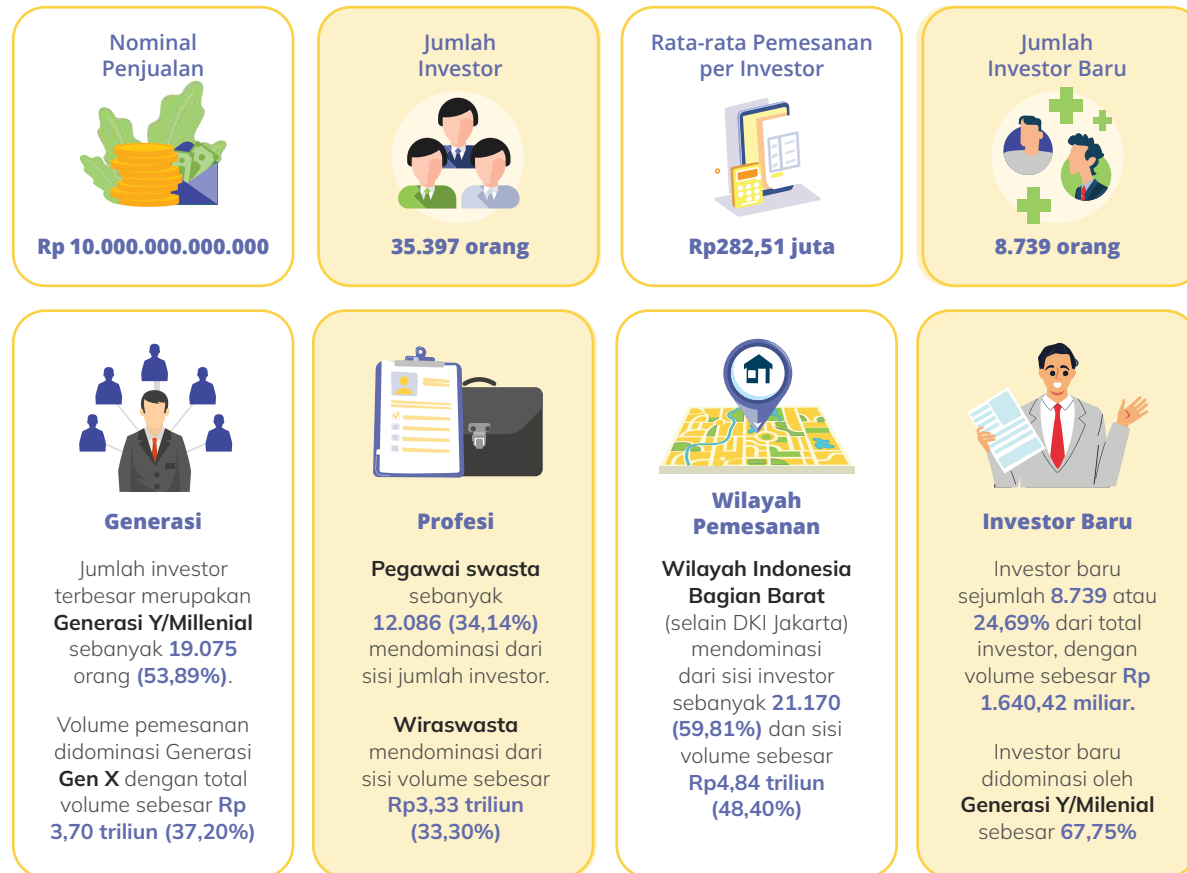 Nominal
Penjualan
Rp 10.000.000.000.000
Jumlah
Investor
35.397 orang
Rata-rata Pemesanan
per Investor
Rp282,51 juta
Jumlah
Investor Baru
8.739 orang
Generasi
Jumlah investor
terbesar merupakan
Generasi Y/Millenial
sebanyak 19.075
orang (53,89%).
Volume pemesanan
didominasi Generasi
Gen X dengan total
volume sebesar Rp
3,70 triliun (37,20%)
Profesi
Pegawai swasta
sebanyak
12.086 (34,14%)
mendominasi dari
sisi jumlah investor.
Wiraswasta
mendominasi dari
sisi volume sebesar
Rp3,33 triliun
(33,30%)
Wilayah
Pemesanan
Wilayah Indonesia
Bagian Barat
(selain DKI Jakarta)
mendominasi
dari sisi investor
sebanyak 21.170
(59,81%) dan sisi
volume sebesar
Rp4,84 triliun
(48,40%)
Investor Baru
Investor baru
sejumlah 8.739 atau
24,69% dari total
investor, dengan
volume sebesar Rp
1.640,42 miliar.
Investor baru
didominasi oleh
Generasi Y/Milenial
sebesar 67,75%